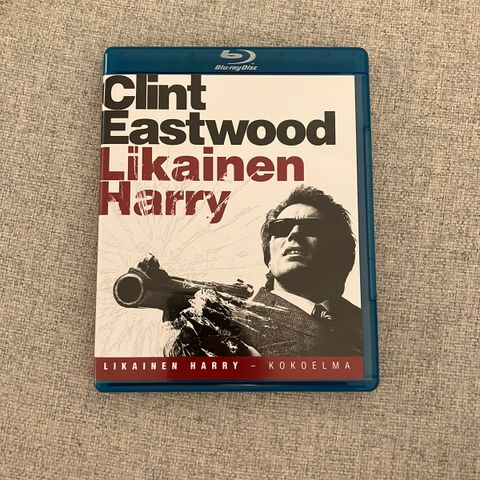 Blu-ray Disc
Clint
Eastwood
Likainen
Harry
LIKAINEN HARRY – KOKOELMA